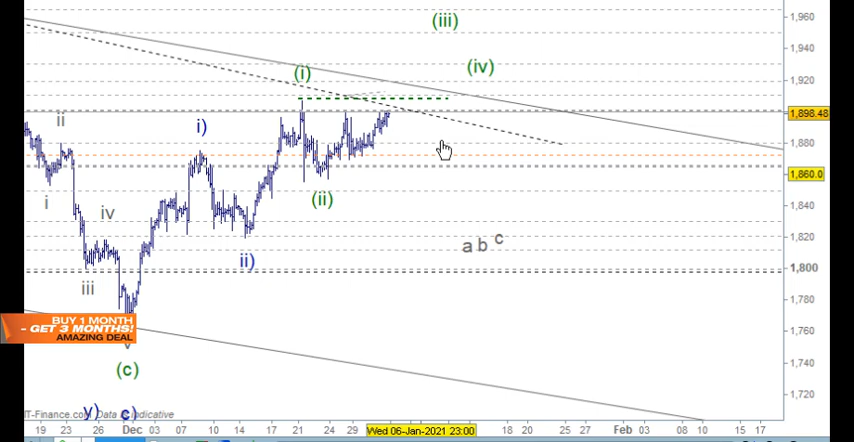 (iii)
1,960
1,940
(iv)
1,920
(i)
1,898.48
ii
i)
1,880
1,860.0
i
(ii)
1,840
iv
1,820
ii)
a b c
1,800
iii
1,780
BUY 1 MONTH
- GET 3 MONTHS!
AMAZING DEAL
1,760
v
(c)
1,740
1,720
y)
c)
IT-Finance.com Data is indicative
19 23 26 Dec 03 07 10 15 18 21 24 29 Wed 06-Jan-2021 23:00 18 20 25 27 Feb 03 08 10 15 17